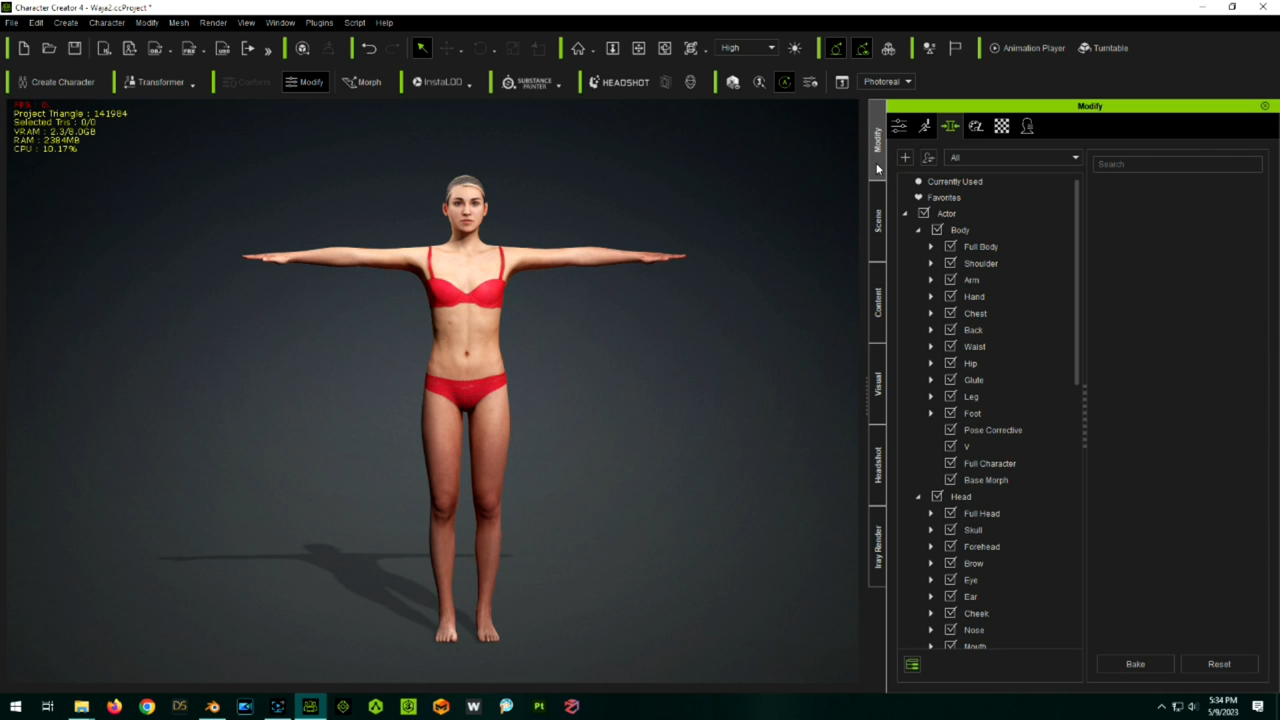 Character Creator 4 - Waja2.ccProject *
File Edit Create Character Modify Mesh Render View Window Plugins Script Help
High Animation Player Turntable
Create Character Transformer Conform Modify Morph InstaLOD SUBSTANCE PAINTER HEADSHOT Photoreal
FPS : 0.
Project Triangle : 141984
Selected Tris : 0/0
VRAM : 2.3/8.0GB
RAM : 2384MB
CPU : 10.17%
Modify
Scene
Content
Visual
Headshot
Iray Render
Modify
All
Search
Currently Used
Favorites
Actor
Body
Full Body
Shoulder
Arm
Hand
Chest
Back
Waist
Hip
Glute
Leg
Foot
Pose Corrective
V
Full Character
Base Morph
Head
Full Head
Skull
Forehead
Brow
Eye
Ear
Cheek
Nose
Mouth
Bake Reset
DS W Pt
5:34 PM
5/9/2023